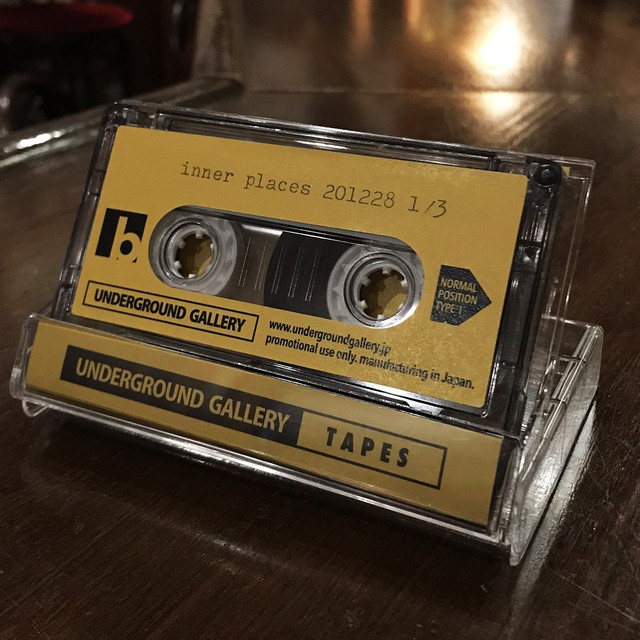 inner places 201228 1/3
b
NORMAL
POSITION
TYPE I
UNDERGROUND GALLERY
www.undergroundgallery.jp
promotional use only. manufacturing in Japan.
UNDERGROUND GALLERY TAPES